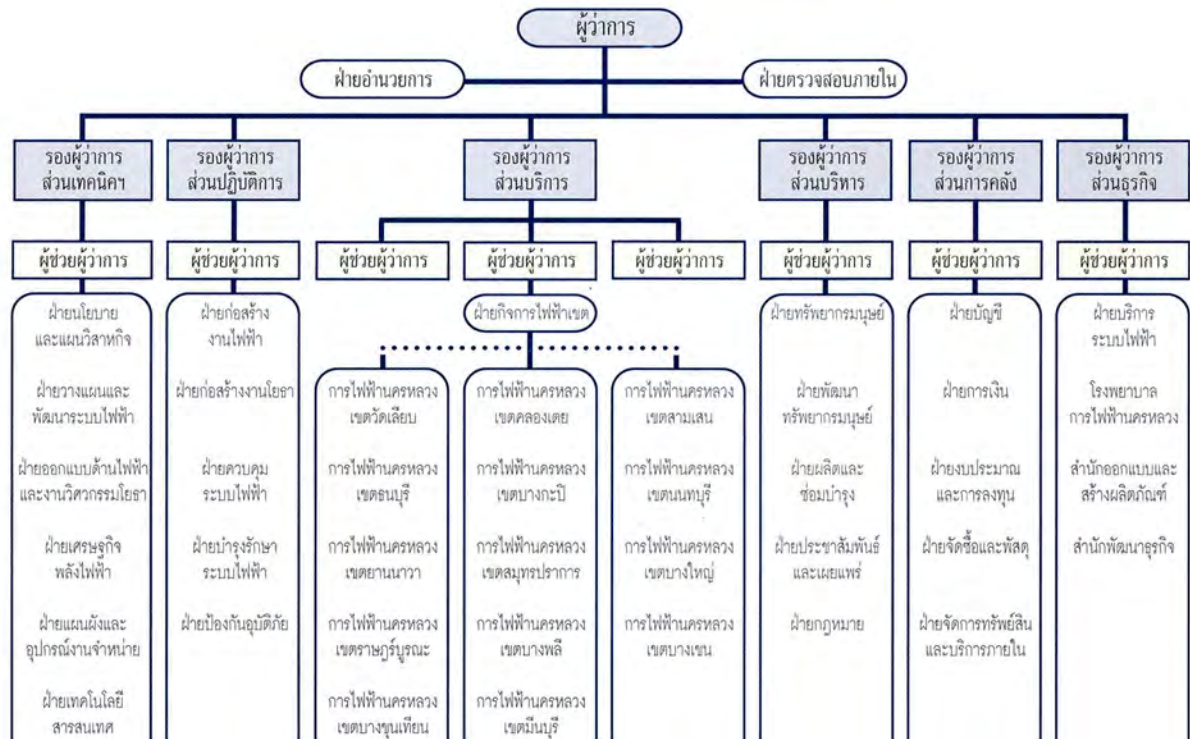 ผู้ว่าการ
ฝ่ายอำนวยการ
ฝ่ายตรวจสอบภายใน
รองผู้ว่าการ
ส่วนเทคนิคฯ
รองผู้ว่าการ
ส่วนปฏิบัติการ
รองผู้ว่าการ
ส่วนบริการ
รองผู้ว่าการ
ส่วนบริหาร
รองผู้ว่าการ
ส่วนการคลัง
รองผู้ว่าการ
ส่วนธุรกิจ
ผู้ช่วยผู้ว่าการ
ผู้ช่วยผู้ว่าการ
ผู้ช่วยผู้ว่าการ
ผู้ช่วยผู้ว่าการ
ผู้ช่วยผู้ว่าการ
ผู้ช่วยผู้ว่าการ
ผู้ช่วยผู้ว่าการ
ผู้ช่วยผู้ว่าการ
ฝ่ายนโยบาย
และแผนวิสาหกิจ
ฝ่ายวางแผนและ
พัฒนาระบบไฟฟ้า
ฝ่ายออกแบบด้านไฟฟ้า
และงานวิศวกรรมโยธา
ฝ่ายเศรษฐกิจ
พลังไฟฟ้า
ฝ่ายแผนผังและ
อุปกรณ์งานจำหน่าย
ฝ่ายเทคโนโลยี
สารสนเทศ
ฝ่ายก่อสร้าง
งานไฟฟ้า
ฝ่ายก่อสร้างงานโยธา
ฝ่ายควบคุม
ระบบไฟฟ้า
ฝ่ายบำรุงรักษา
ระบบไฟฟ้า
ฝ่ายป้องกันอุบัติภัย
ฝ่ายกิจการไฟฟ้าเขต
การไฟฟ้านครหลวง
เขตวัดเลียบ
การไฟฟ้านครหลวง
เขตธนบุรี
การไฟฟ้านครหลวง
เขตยานนาวา
การไฟฟ้านครหลวง
เขตราษฎร์บูรณะ
การไฟฟ้านครหลวง
เขตบางขุนเทียน
การไฟฟ้านครหลวง
เขตคลองเตย
การไฟฟ้านครหลวง
เขตบางกะปิ
การไฟฟ้านครหลวง
เขตสมุทรปราการ
การไฟฟ้านครหลวง
เขตบางพลี
การไฟฟ้านครหลวง
เขตมีนบุรี
การไฟฟ้านครหลวง
เขตสามเสน
การไฟฟ้านครหลวง
เขตนนทบุรี
การไฟฟ้านครหลวง
เขตบางใหญ่
การไฟฟ้านครหลวง
เขตบางเขน
ฝ่ายทรัพยากรมนุษย์
ฝ่ายพัฒนา
ทรัพยากรมนุษย์
ฝ่ายผลิตและ
ซ่อมบำรุง
ฝ่ายประชาสัมพันธ์
และเผยแพร่
ฝ่ายกฎหมาย
ฝ่ายบัญชี
ฝ่ายการเงิน
ฝ่ายงบประมาณ
และการลงทุน
ฝ่ายจัดซื้อและพัสดุ
ฝ่ายจัดการทรัพย์สิน
และบริการภายใน
ฝ่ายบริการ
ระบบไฟฟ้า
โรงพยาบาล
การไฟฟ้านครหลวง
สำนักออกแบบและ
สร้างผลิตภัณฑ์
สำนักพัฒนาธุรกิจ